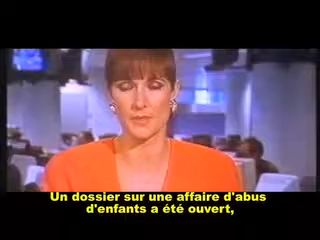 Un dossier sur une affaire d'abus
d'enfants a été ouvert,